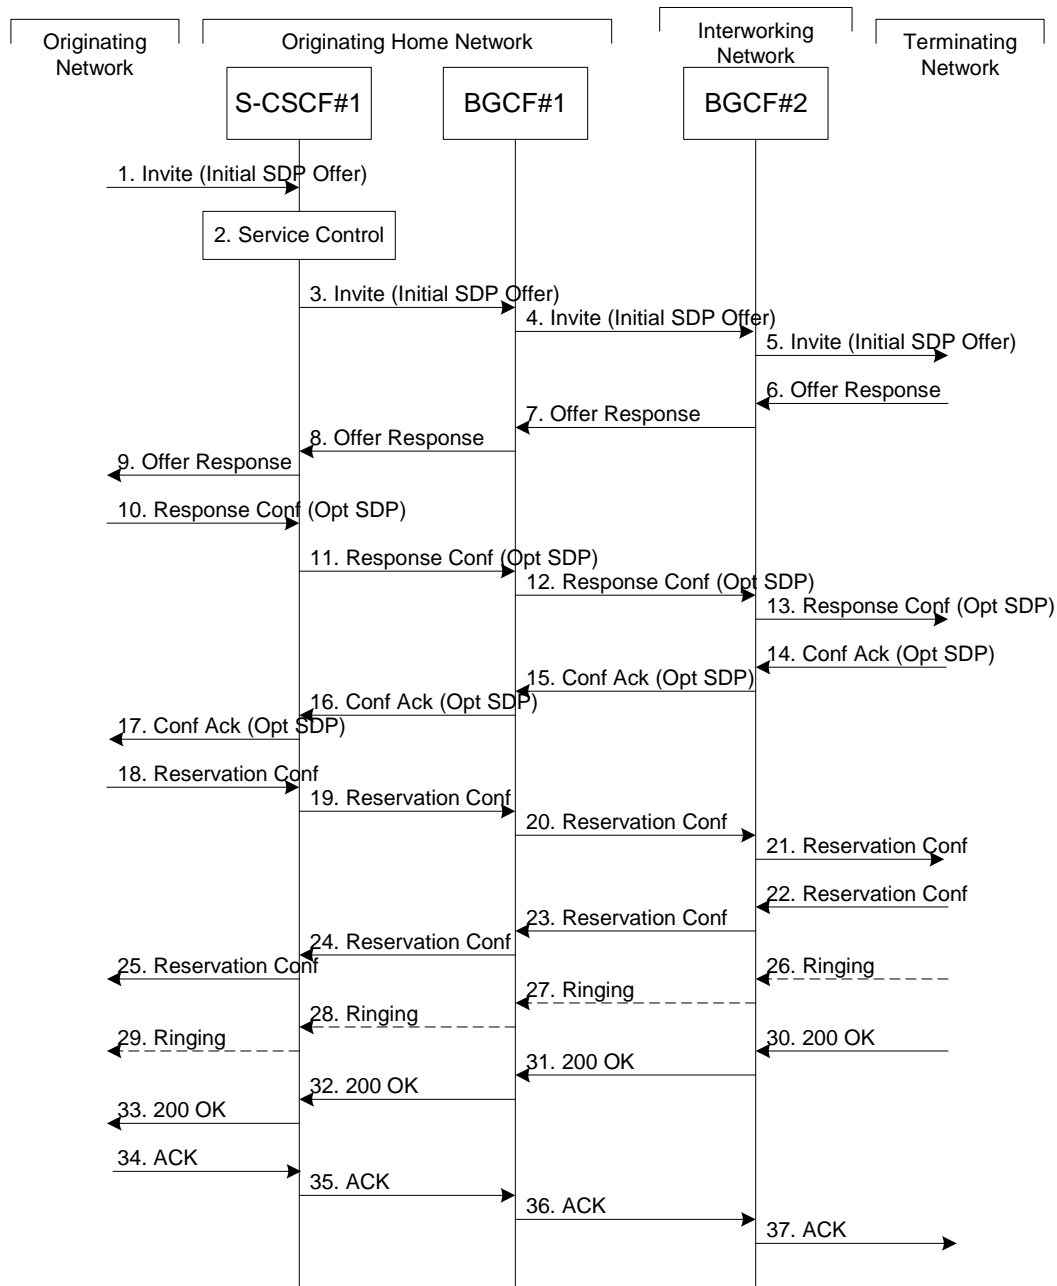 Originating
Network
Originating Home Network
Interworking
Network
Terminating
Network
S-CSCF#1
BGCF#1
BGCF#2
1. Invite (Initial SDP Offer)
2. Service Control
3. Invite (Initial SDP Offer)
4. Invite (Initial SDP Offer)
5. Invite (Initial SDP Offer)
6. Offer Response
7. Offer Response
8. Offer Response
9. Offer Response
10. Response Conf (Opt SDP)
11. Response Conf (Opt SDP)
12. Response Conf (Opt SDP)
13. Response Conf (Opt SDP)
14. Conf Ack (Opt SDP)
15. Conf Ack (Opt SDP)
16. Conf Ack (Opt SDP)
17. Conf Ack (Opt SDP)
18. Reservation Conf
19. Reservation Conf
20. Reservation Conf
21. Reservation Conf
22. Reservation Conf
23. Reservation Conf
24. Reservation Conf
25. Reservation Conf
26. Ringing
27. Ringing
28. Ringing
29. Ringing
30. 200 OK
31. 200 OK
32. 200 OK
33. 200 OK
34. ACK
35. ACK
36. ACK
37. ACK